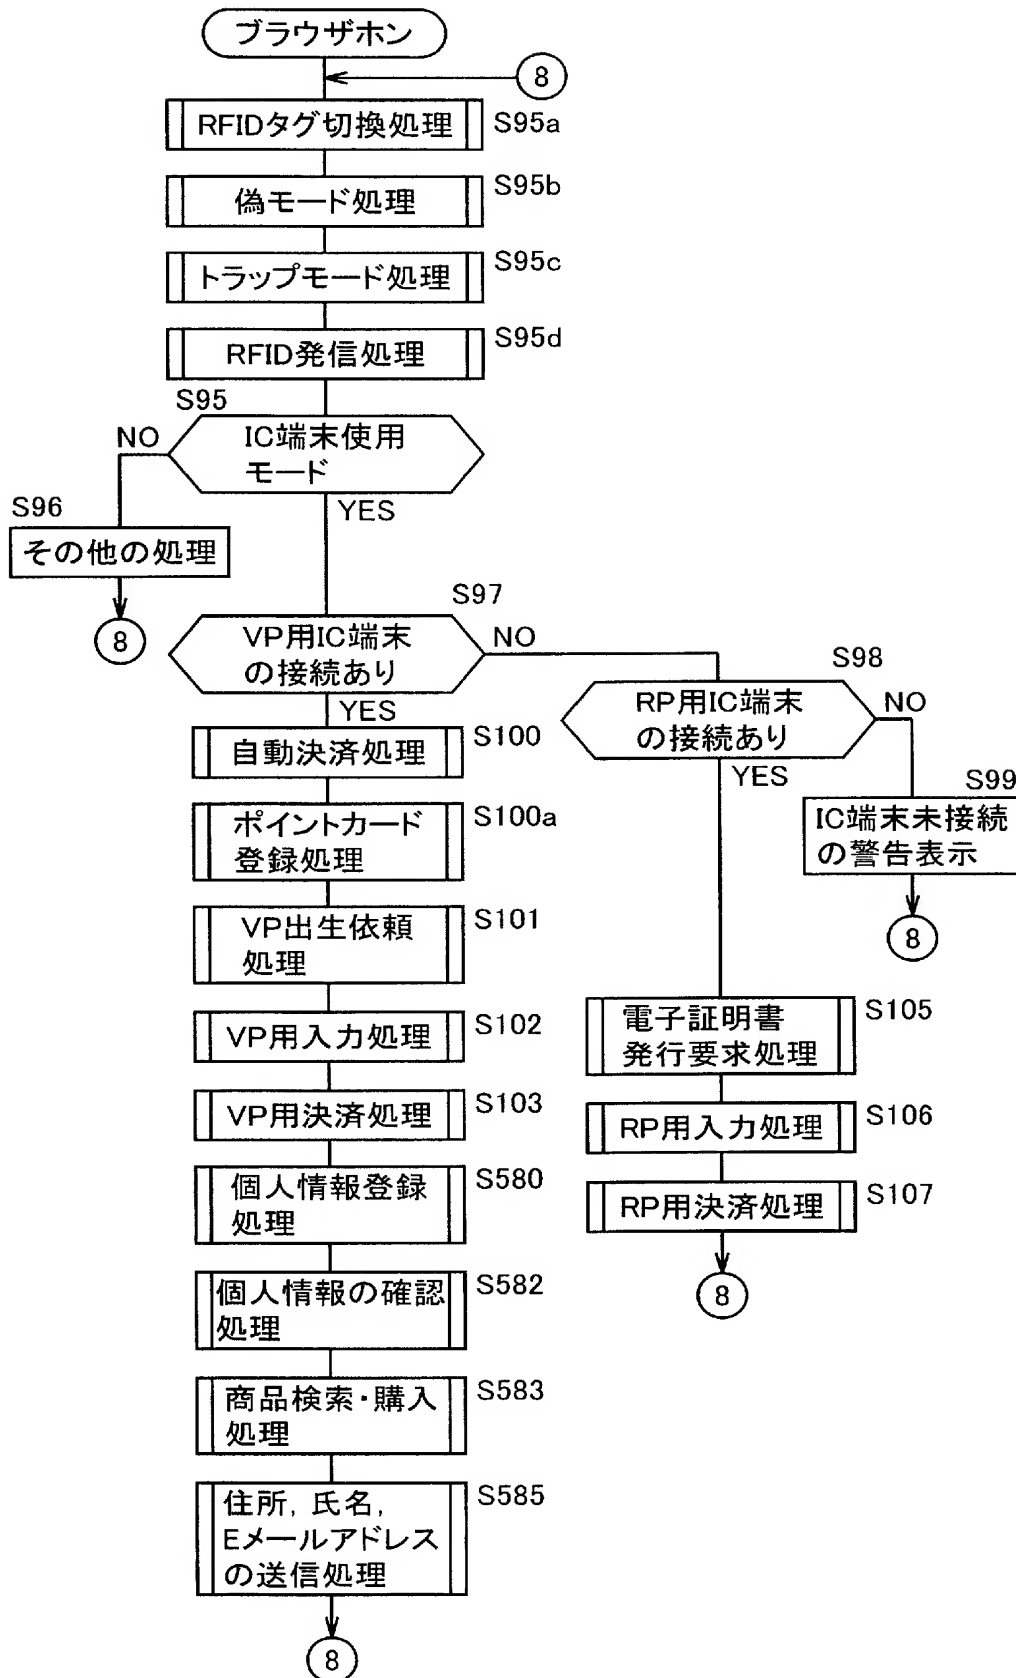 ブラウザホン
8
RFIDタグ切換処理
S95a
偽モード処理
S95b
トラップモード処理
S95c
RFID発信処理
S95d
S95
IC端末使用
モード
NO
YES
S96
その他の処理
8
S97
VP用IC端末
の接続あり
NO
YES
S98
RP用IC端末
の接続あり
NO
YES
S99
IC端末未接続
の警告表示
8
自動決済処理
S100
ポイントカード
登録処理
S100a
VP出生依頼
処理
S101
VP用入力処理
S102
VP用決済処理
S103
個人情報登録
処理
S580
個人情報の確認
処理
S582
商品検索・購入
処理
S583
住所, 氏名,
Eメールアドレス
の送信処理
S585
8
電子証明書
発行要求処理
S105
RP用入力処理
S106
RP用決済処理
S107
8